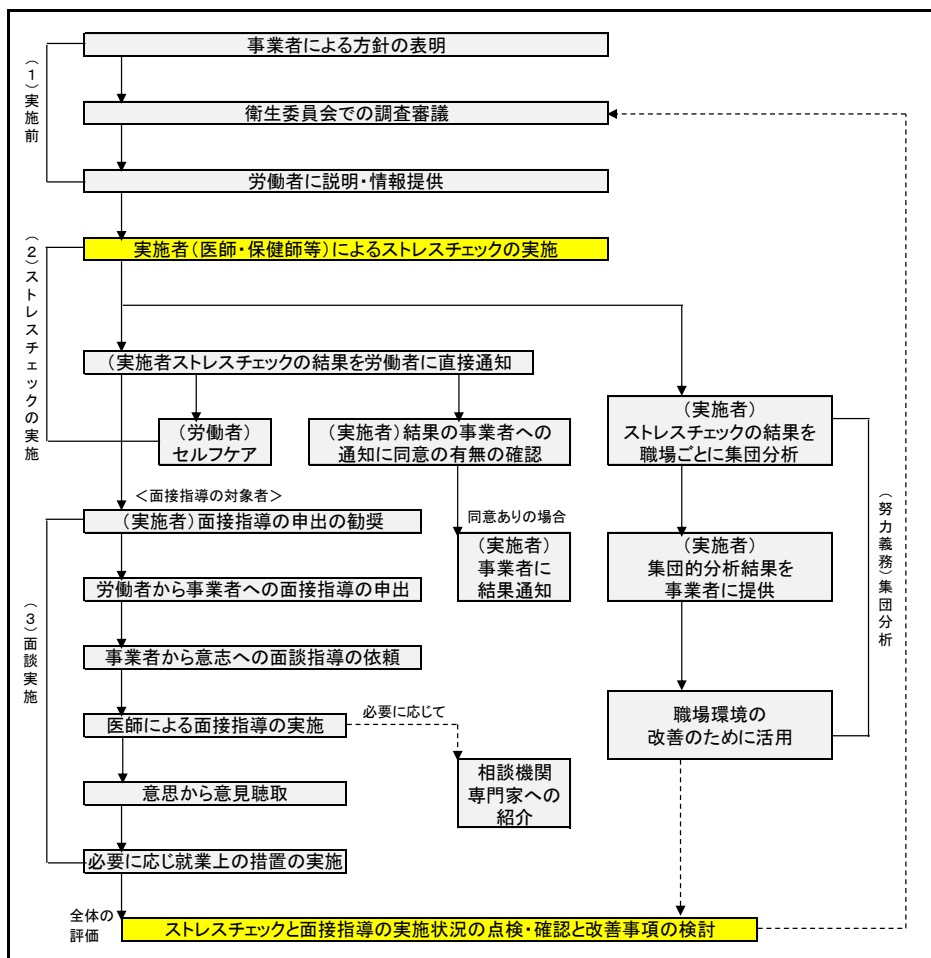 事業者による方針の表明
(1)実施前
衛生委員会での調査審議
労働者に説明・情報提供
実施者(医師・保健師等)によるストレスチェックの実施
(2)ストレスチェックの実施
(実施者ストレスチェックの結果を労働者に直接通知
(労働者)
セルフケア
(実施者)結果の事業者への
通知に同意の有無の確認
(実施者)
ストレスチェックの結果を
職場ごとに集団分析
<面接指導の対象者>
(実施者)面接指導の申出の勧奨
同意ありの場合
(実施者)
事業者に
結果通知
(実施者)
集団的分析結果を
事業者に提供
(努力義務)集団分析
労働者から事業者への面接指導の申出
(3)面談実施
事業者から意志への面談指導の依頼
医師による面接指導の実施
必要に応じて
職場環境の
改善のために活用
相談機関
専門家への
紹介
意思から意見聴取
必要に応じ就業上の措置の実施
全体の
評価
ストレスチェックと面接指導の実施状況の点検・確認と改善事項の検討